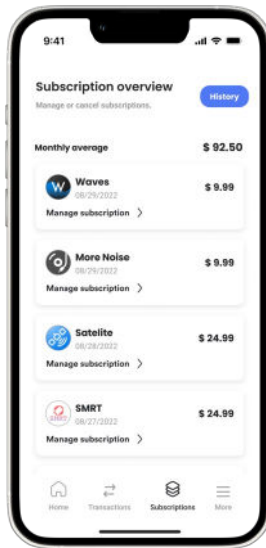 9:41
Subscription overview
Manage or cancel subscriptions.
History
Monthly average $ 92.50
W
Waves $ 9.99
08/29/2022
Manage subscription
More Noise $ 9.99
08/29/2022
Manage subscription
Satelite $ 24.99
08/28/2022
Manage subscription
SMRT
SMRT $ 24.99
08/27/2022
Manage subscription
Home Transactions Subscriptions More